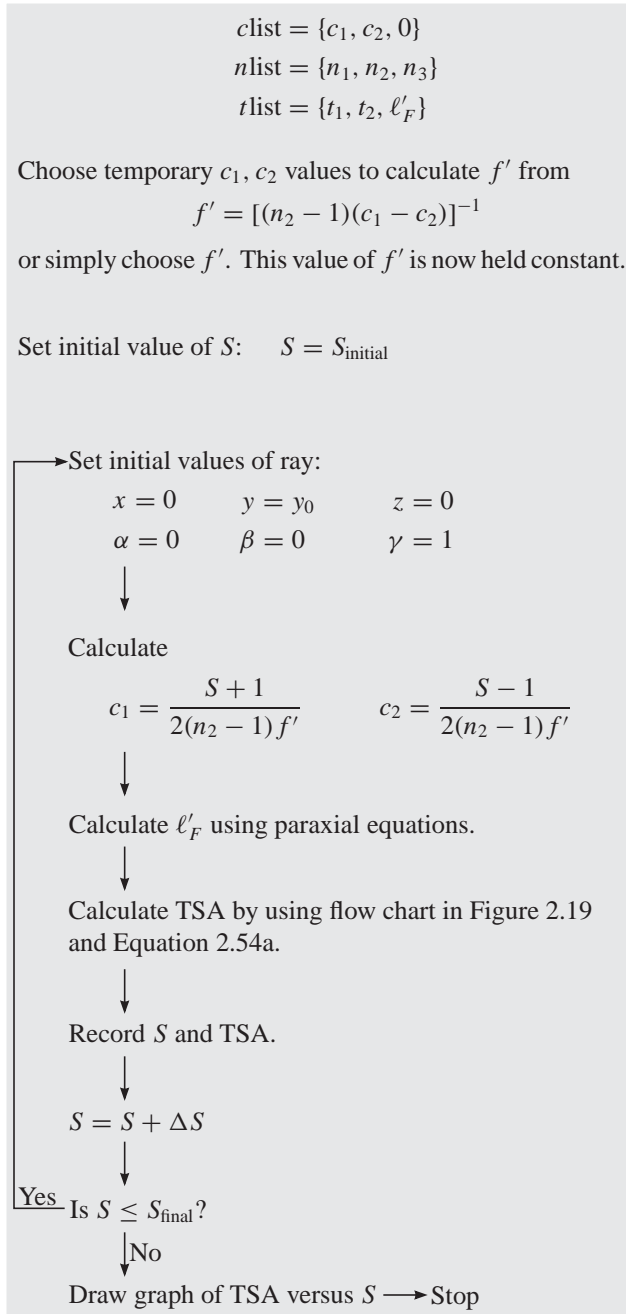 clist = {c₁, c₂, 0}
nlist = {n₁, n₂, n₃}
tlist = {t₁, t₂, ℓ′_F}
Choose temporary c₁, c₂ values to calculate f′ from
f′ = [(n₂ − 1)(c₁ − c₂)]⁻¹
or simply choose f′. This value of f′ is now held constant.
Set initial value of S: S = S_initial
Set initial values of ray:
x = 0 y = y₀ z = 0
α = 0 β = 0 γ = 1
Calculate
c₁ = (S + 1)/(2(n₂ − 1)f′) c₂ = (S − 1)/(2(n₂ − 1)f′)
Calculate ℓ′_F using paraxial equations.
Calculate TSA by using flow chart in Figure 2.19
and Equation 2.54a.
Record S and TSA.
S = S + ΔS
Yes Is S ≤ S_final?
No
Draw graph of TSA versus S Stop